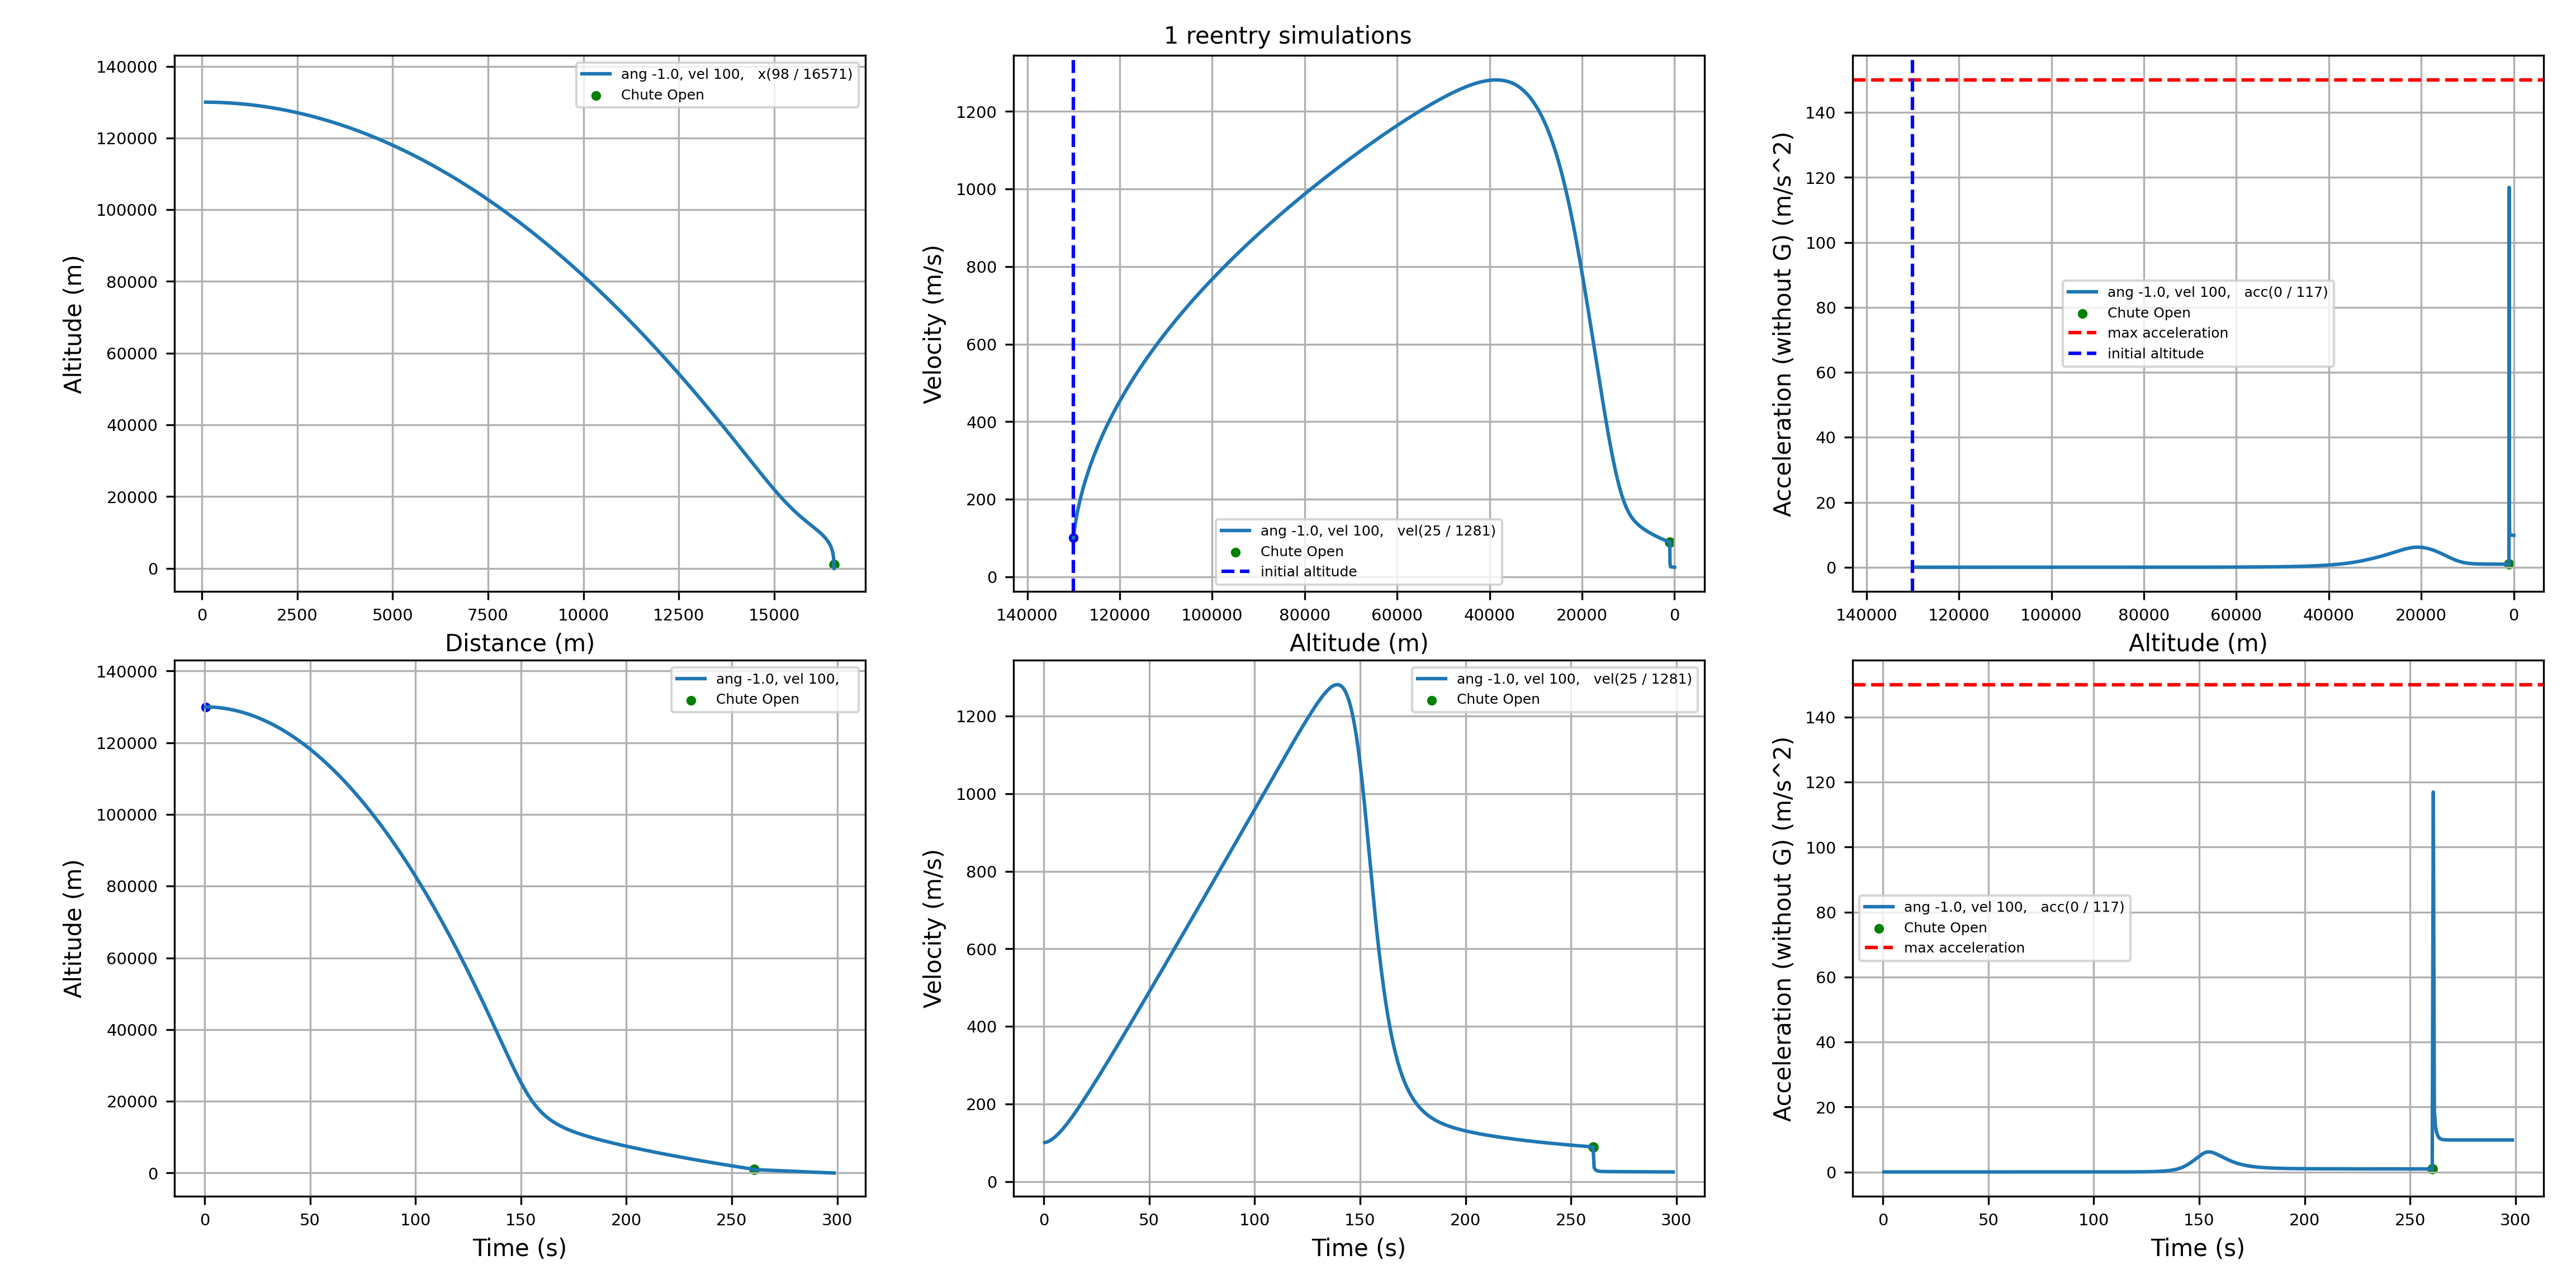 1 reentry simulations
Altitude (m)
140000
120000
100000
80000
60000
40000
20000
0
ang -1.0, vel 100,   x(98 / 16571)
Chute Open
0 2500 5000 7500 10000 12500 15000
Distance (m)
Velocity (m/s)
1200
1000
800
600
400
200
0
ang -1.0, vel 100,   vel(25 / 1281)
Chute Open
initial altitude
140000 120000 100000 80000 60000 40000 20000 0
Altitude (m)
Acceleration (without G) (m/s^2)
140
120
100
80
60
40
20
0
ang -1.0, vel 100,   acc(0 / 117)
Chute Open
max acceleration
initial altitude
140000 120000 100000 80000 60000 40000 20000 0
Altitude (m)
Altitude (m)
140000
120000
100000
80000
60000
40000
20000
0
ang -1.0, vel 100,
Chute Open
0 50 100 150 200 250 300
Time (s)
Velocity (m/s)
1200
1000
800
600
400
200
0
ang -1.0, vel 100,   vel(25 / 1281)
Chute Open
0 50 100 150 200 250 300
Time (s)
Acceleration (without G) (m/s^2)
140
120
100
80
60
40
20
0
ang -1.0, vel 100,   acc(0 / 117)
Chute Open
max acceleration
0 50 100 150 200 250 300
Time (s)